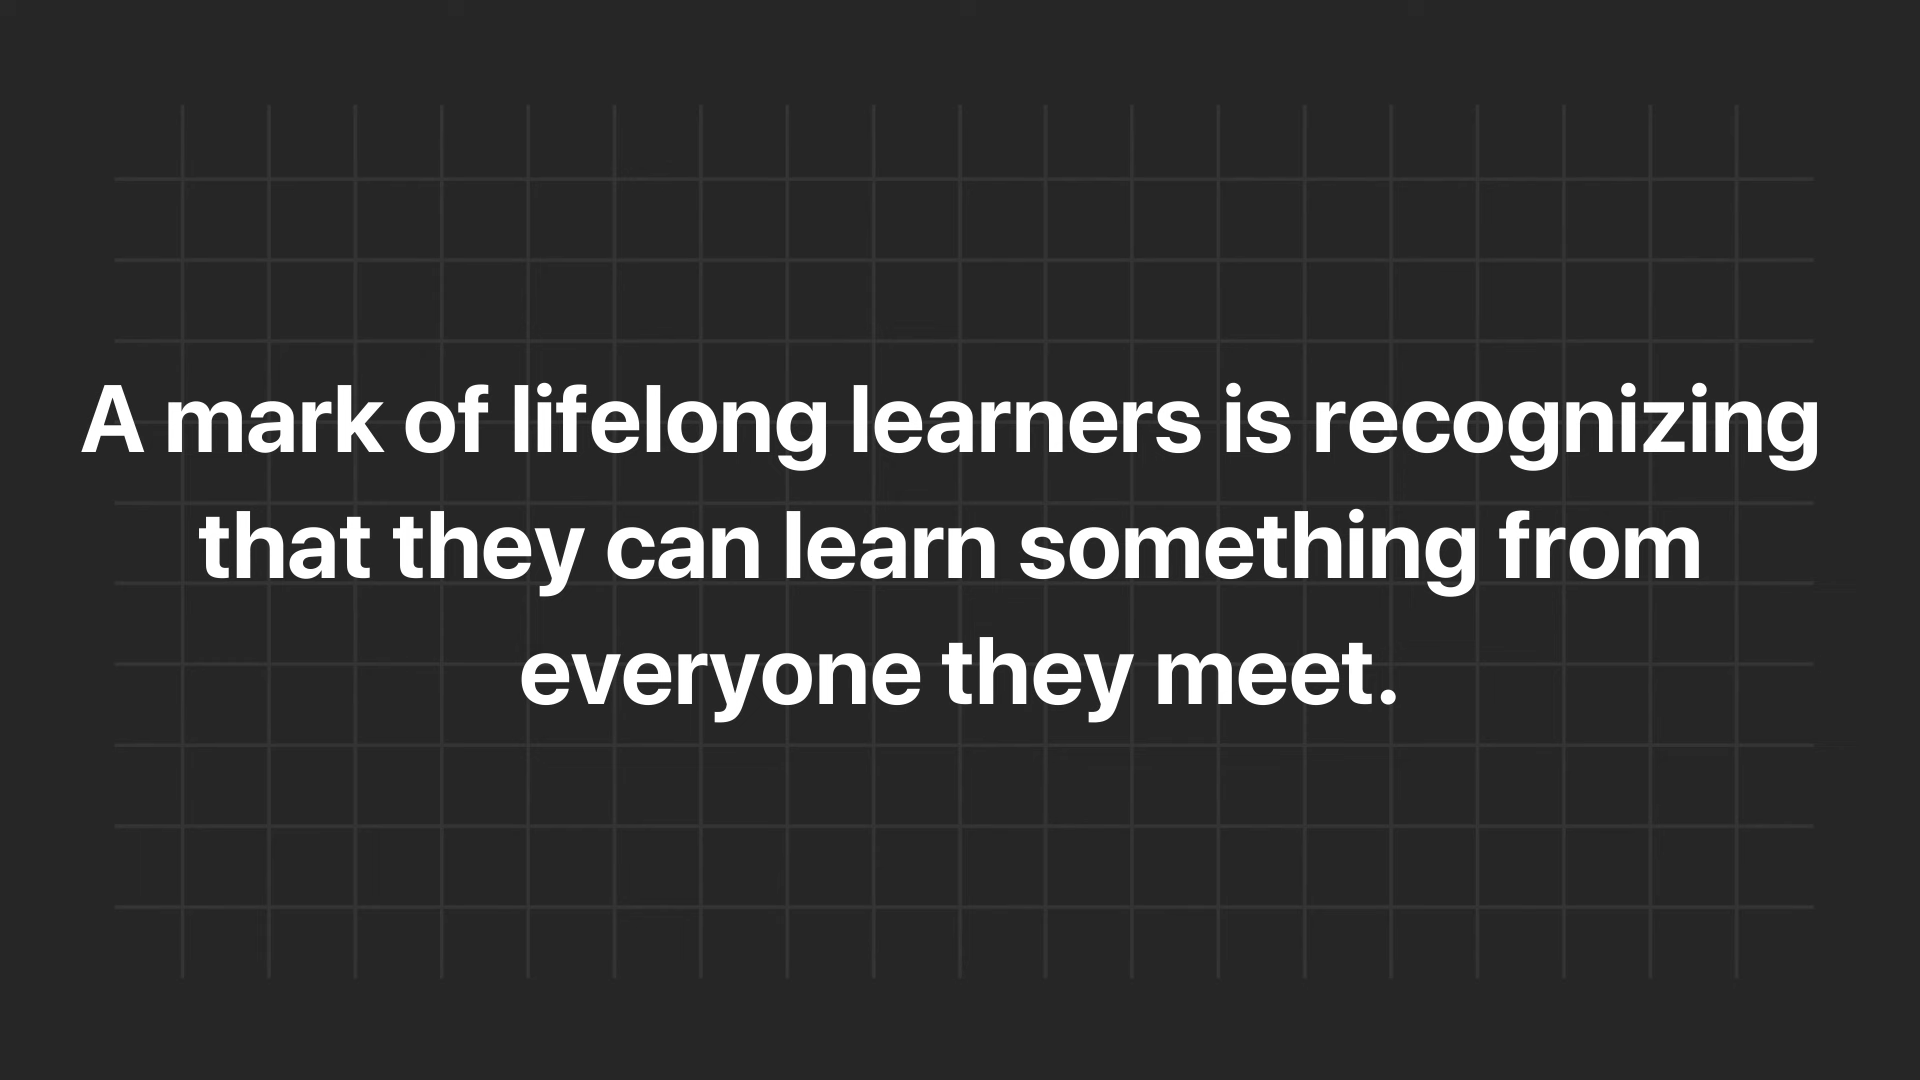 A mark of lifelong learners is recognizing
that they can learn something from
everyone they meet.